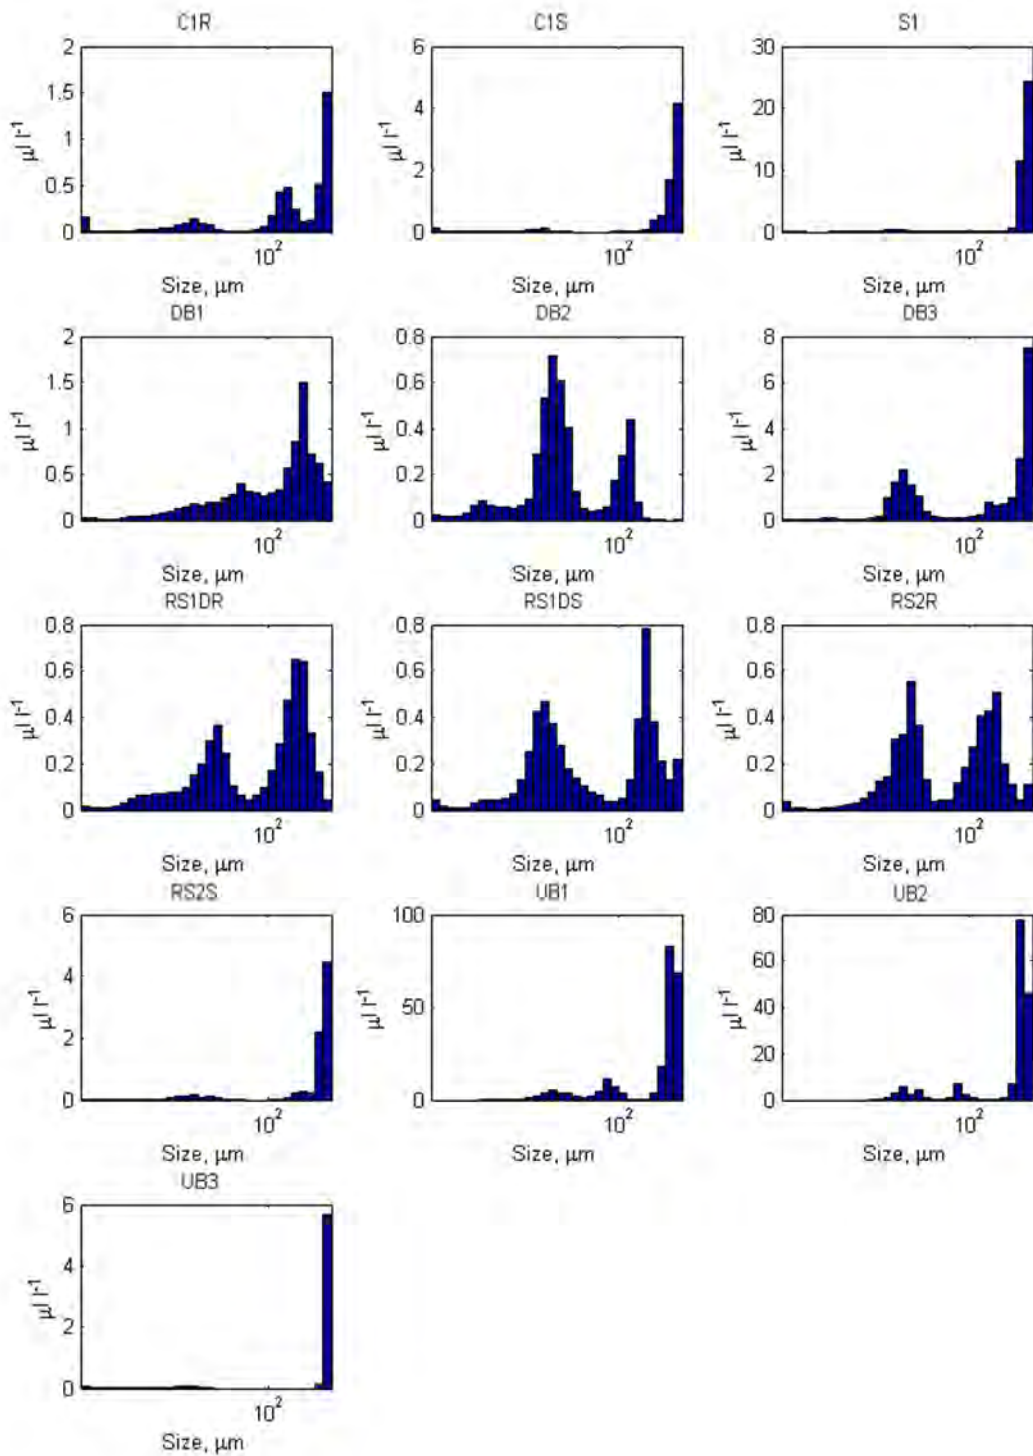 C1R C1S S1
2 6 30
1.5 4 20
1 2 10
0.5
0 0 0
μl l⁻¹ μl l⁻¹ μl l⁻¹
10² 10² 10²
Size, μm Size, μm Size, μm
DB1 DB2 DB3
2 0.8 8
1.5 0.6 6
1 0.4 4
0.5 0.2 2
0 0 0
μl l⁻¹ μl l⁻¹ μl l⁻¹
10² 10² 10²
Size, μm Size, μm Size, μm
RS1DR RS1DS RS2R
0.8 0.8 0.8
0.6 0.6 0.6
0.4 0.4 0.4
0.2 0.2 0.2
0 0 0
μl l⁻¹ μl l⁻¹ μl l⁻¹
10² 10² 10²
Size, μm Size, μm Size, μm
RS2S UB1 UB2
6 100 80
4 50 60
2 40
20
0 0 0
μl l⁻¹ μl l⁻¹ μl l⁻¹
10² 10² 10²
Size, μm Size, μm Size, μm
UB3
6
4
2
0
μl l⁻¹
10²
Size, μm